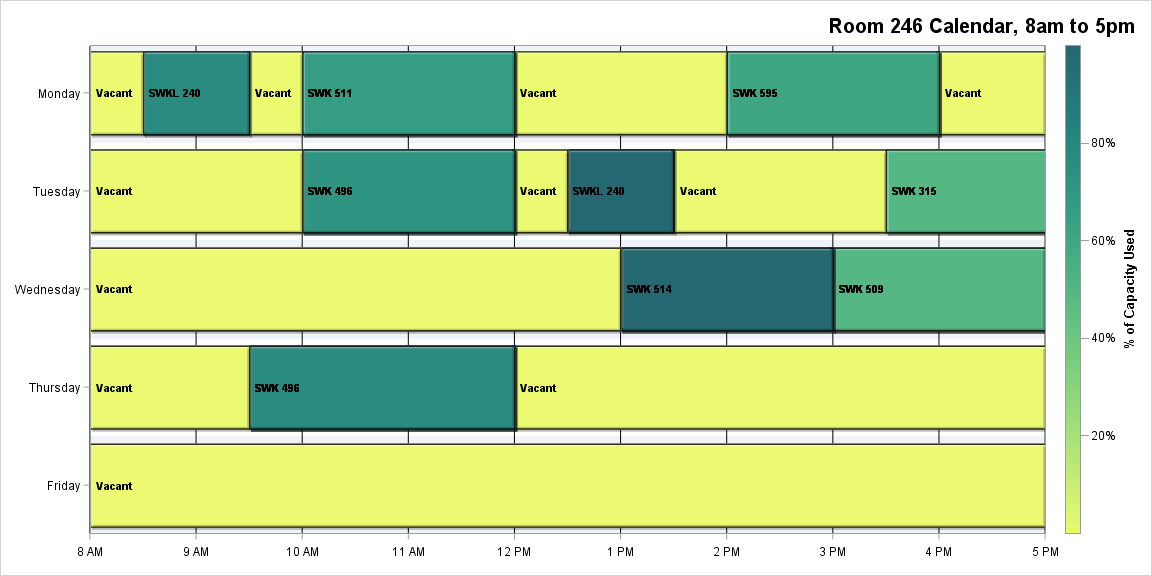 Room 246 Calendar, 8am to 5pm
Monday
Vacant
SWKL 240
Vacant
SWK 511
Vacant
SWK 595
Vacant
Tuesday
Vacant
SWK 496
Vacant
SWKL 240
Vacant
SWK 315
Wednesday
Vacant
SWK 514
SWK 509
Thursday
Vacant
SWK 496
Vacant
Friday
Vacant
8 AM
9 AM
10 AM
11 AM
12 PM
1 PM
2 PM
3 PM
4 PM
5 PM
80%
60%
40%
20%
% of Capacity Used